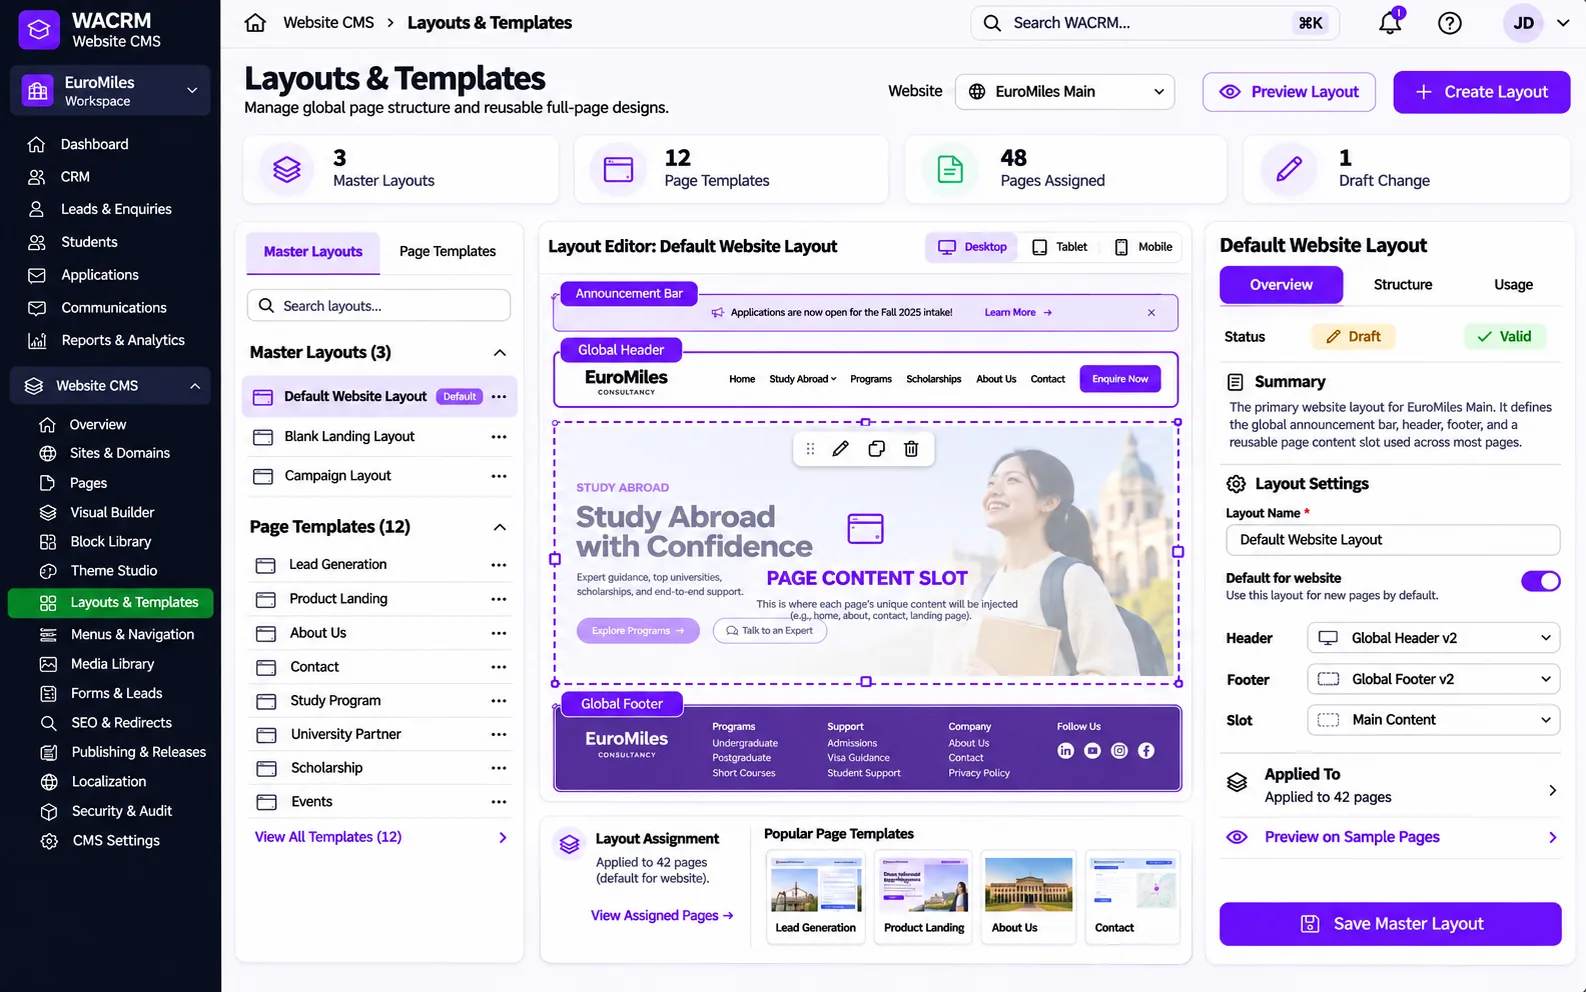 WACRM
Website CMS
EuroMiles
Workspace
Dashboard
CRM
Leads & Enquiries
Students
Applications
Communications
Reports & Analytics
Website CMS
Overview
Sites & Domains
Pages
Visual Builder
Block Library
Theme Studio
Layouts & Templates
Menus & Navigation
Media Library
Forms & Leads
SEO & Redirects
Publishing & Releases
Localization
Security & Audit
CMS Settings
Website CMS > Layouts & Templates
Search WACRM...
⌘K
1
JD
Layouts & Templates
Manage global page structure and reusable full-page designs.
Website
EuroMiles Main
Preview Layout
+ Create Layout
3
Master Layouts
12
Page Templates
48
Pages Assigned
1
Draft Change
Master Layouts
Page Templates
Search layouts...
Master Layouts (3)
Default Website Layout Default
Blank Landing Layout
Campaign Layout
Page Templates (12)
Lead Generation
Product Landing
About Us
Contact
Study Program
University Partner
Scholarship
Events
View All Templates (12)
Layout Editor: Default Website Layout
Desktop
Tablet
Mobile
Announcement Bar
Applications are now open for the Fall 2025 intake!
Learn More →
Global Header
EuroMiles
CONSULTANCY
Home
Study Abroad
Programs
Scholarships
About Us
Contact
Enquire Now
STUDY ABROAD
Study Abroad
with Confidence
Expert guidance, top universities,
scholarships, and end-to-end support.
Explore Programs →
Talk to an Expert
PAGE CONTENT SLOT
This is where each page's unique content will be injected
(e.g., home, about, contact, landing page).
Global Footer
EuroMiles
CONSULTANCY
Programs
Undergraduate
Postgraduate
Short Courses
Support
Admissions
Visa Guidance
Student Support
Company
About Us
Contact
Privacy Policy
Follow Us
Layout Assignment
Applied to 42 pages
(default for website).
View Assigned Pages →
Popular Page Templates
Lead Generation
Product Landing
About Us
Contact
Default Website Layout
Overview
Structure
Usage
Status
Draft
Valid
Summary
The primary website layout for EuroMiles Main. It defines
the global announcement bar, header, footer, and a
reusable page content slot used across most pages.
Layout Settings
Layout Name *
Default Website Layout
Default for website
Use this layout for new pages by default.
Header
Global Header v2
Footer
Global Footer v2
Slot
Main Content
Applied To
Applied to 42 pages
Preview on Sample Pages
Save Master Layout